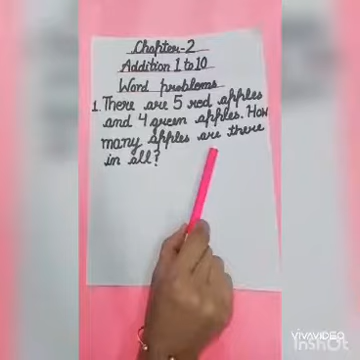 Chapter-2
Addition 1 to 10
Word problems
1. There are 5 red apples
and 4 green apples. How
many apples are there
in all?
VIVAVIDEO
InShOt